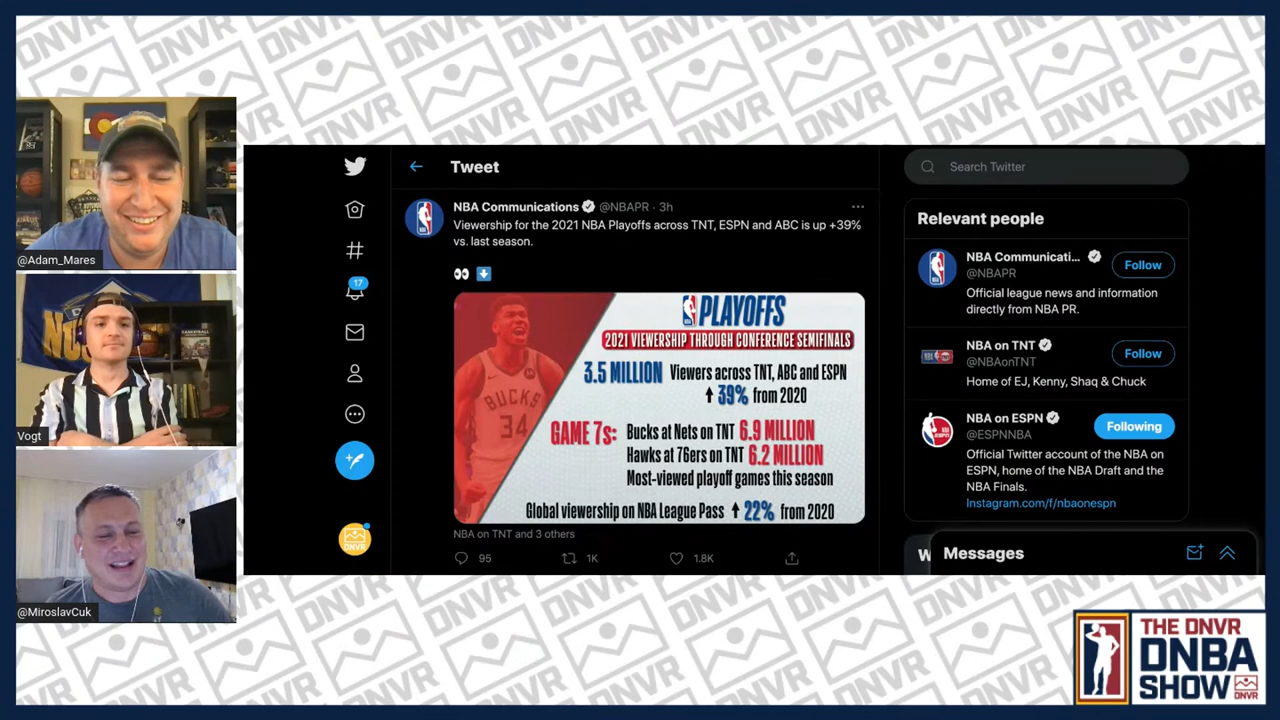 @Adam_Mares
Vogt
@MiroslavCuk
17
DNVR
Tweet
NBA Communications @NBAPR · 3h
Viewership for the 2021 NBA Playoffs across TNT, ESPN and ABC is up +39%
vs. last season.
BUCKS
34
PLAYOFFS
2021 VIEWERSHIP THROUGH CONFERENCE SEMIFINALS
3.5 MILLION Viewers across TNT, ABC and ESPN
39% from 2020
GAME 7s: Bucks at Nets on TNT 6.9 MILLION
Hawks at 76ers on TNT 6.2 MILLION
Most-viewed playoff games this season
Global viewership on NBA League Pass 22% from 2020
NBA on TNT and 3 others
95 1K 1.8K
Search Twitter
Relevant people
NBA Communicati...
@NBAPR
Follow
Official league news and information
directly from NBA PR.
NBA on TNT
@NBAonTNT
Follow
Home of EJ, Kenny, Shaq & Chuck
NBA on ESPN
@ESPNNBA
Following
Official Twitter account of the NBA on
ESPN, home of the NBA Draft and the
NBA Finals.
Instagram.com/f/nbaonespn
W
Messages
THE DNVR
DNBA
SHOW
DNVR